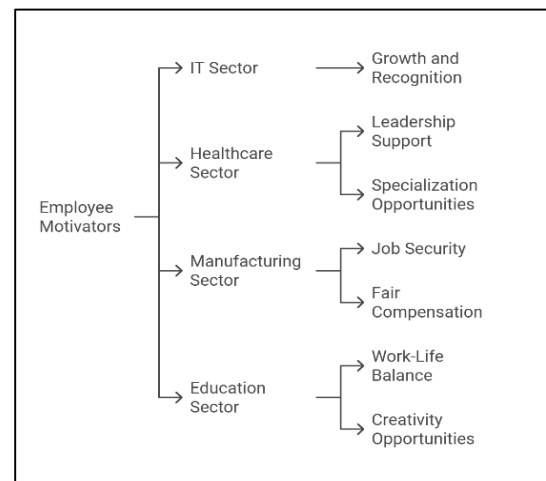 IT Sector
Growth and
Recognition
Healthcare
Sector
Leadership
Support
Specialization
Opportunities
Employee
Motivators
Manufacturing
Sector
Job Security
Fair
Compensation
Education
Sector
Work-Life
Balance
Creativity
Opportunities